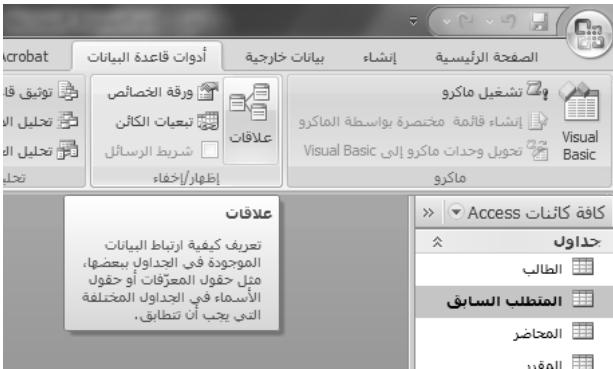 الصفحة الرئيسية
إنشاء
بيانات خارجية
أدوات قاعدة البيانات
Acrobat
Visual Basic
تشغيل ماكرو
إنشاء قائمة مختصرة بواسطة الماكرو
تحويل وحدات ماكرو إلى Visual Basic
ماكرو
علاقات
ورقة الخصائص
تبعيات الكائن
شريط الرسائل
إظهار/إخفاء
توثيق قا
تحليل ال
تحليل ال
تحلي
علاقات
تعريف كيفية ارتباط البيانات
الموجودة في الجداول ببعضها،
مثل حقول المعرّفات أو حقول
الأسماء في الجداول المختلفة
التي يجب أن تتطابق.
كافة كائنات Access
جداول
الطالب
المتطلب السابق
المحاضر
المقرر